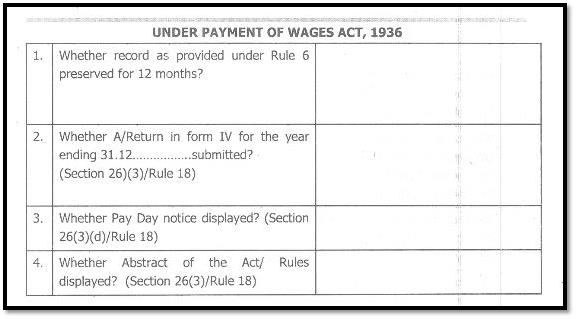 UNDER PAYMENT OF WAGES ACT, 1936
1. Whether record as provided under Rule 6
preserved for 12 months?
2. Whether A/Return in form IV for the year
ending 31.12.................submitted?
(Section 26)(3)/Rule 18)
3. Whether Pay Day notice displayed? (Section
26(3)(d)/Rule 18)
4. Whether Abstract of the Act/ Rules
displayed? (Section 26(3)/Rule 18)